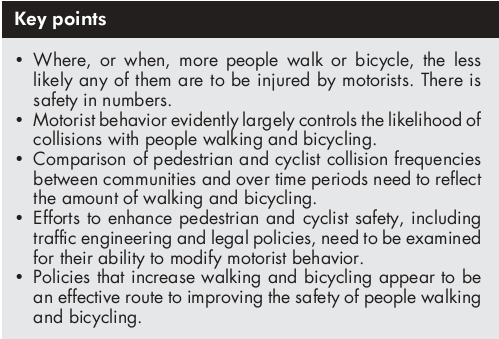 Key points
• Where, or when, more people walk or bicycle, the less
likely any of them are to be injured by motorists. There is
safety in numbers.
• Motorist behavior evidently largely controls the likelihood of
collisions with people walking and bicycling.
• Comparison of pedestrian and cyclist collision frequencies
between communities and over time periods need to reflect
the amount of walking and bicycling.
• Efforts to enhance pedestrian and cyclist safety, including
traffic engineering and legal policies, need to be examined
for their ability to modify motorist behavior.
• Policies that increase walking and bicycling appear to be
an effective route to improving the safety of people walking
and bicycling.